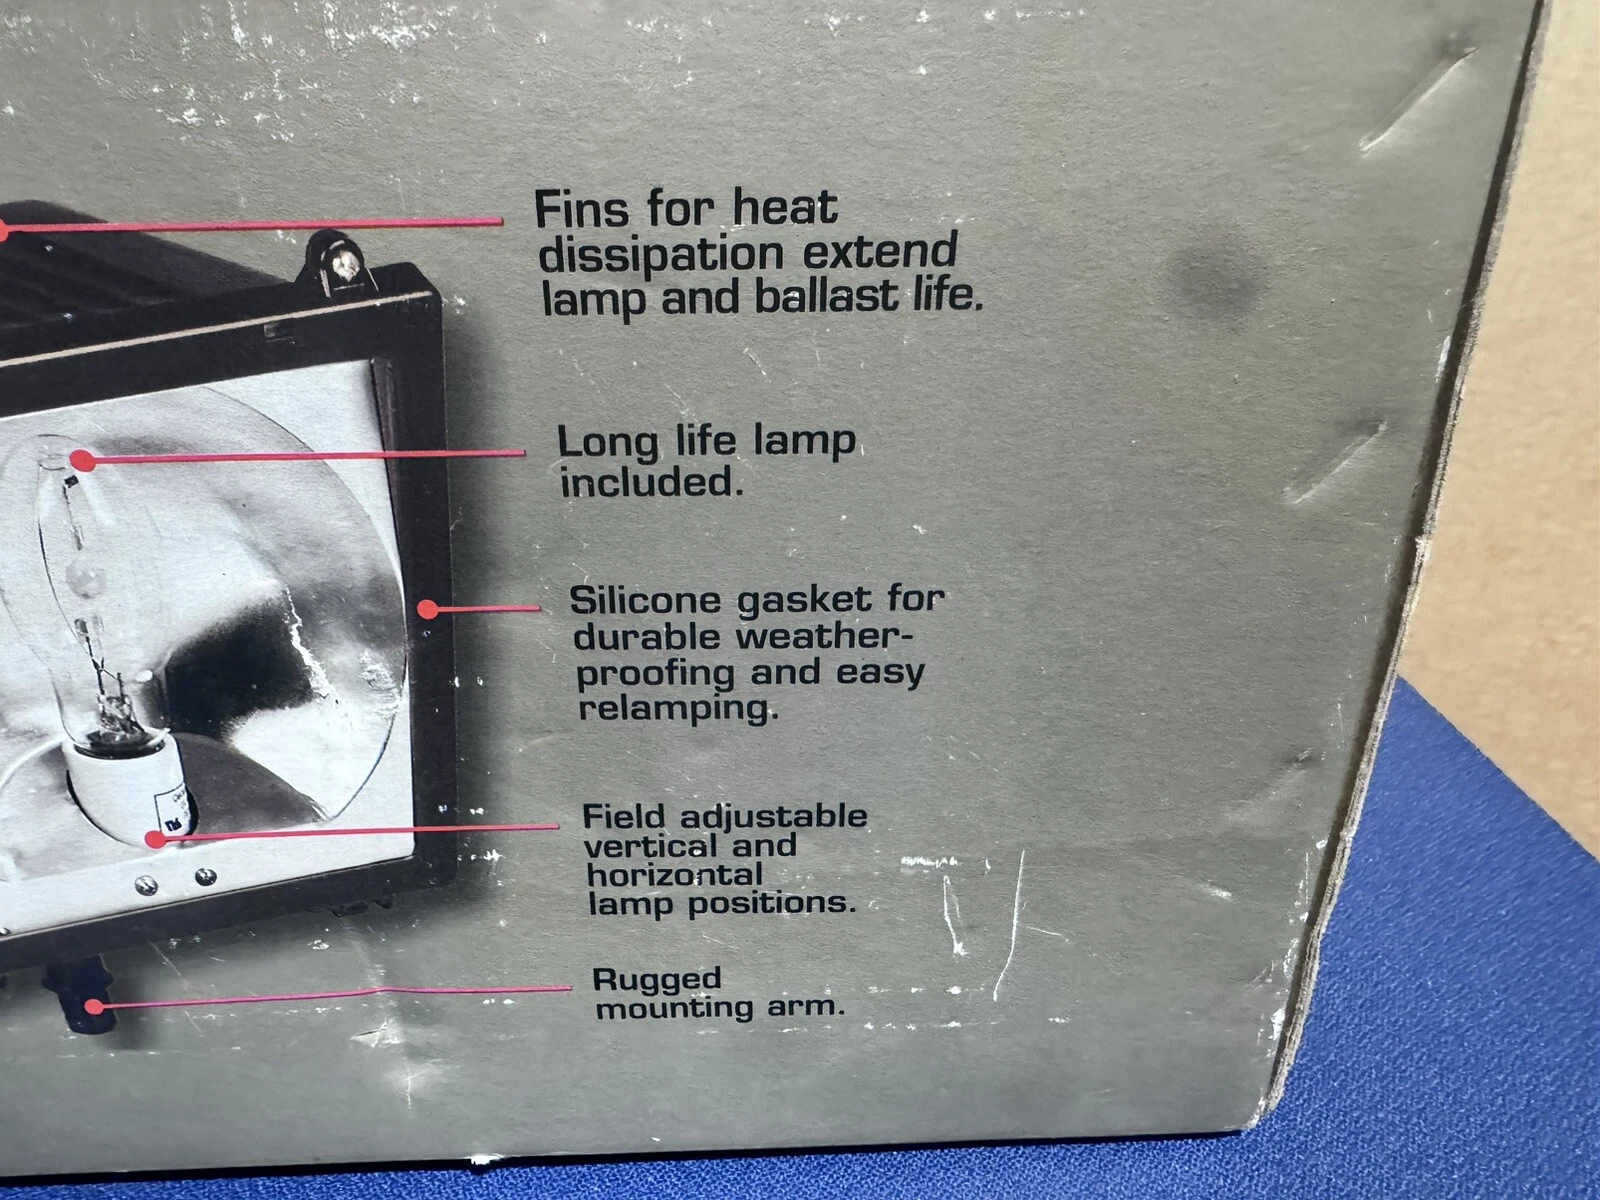 Fins for heat
dissipation extend
lamp and ballast life.
Long life lamp
included.
Silicone gasket for
durable weather-
proofing and easy
relamping.
Field adjustable
vertical and
horizontal
lamp positions.
Rugged
mounting arm.